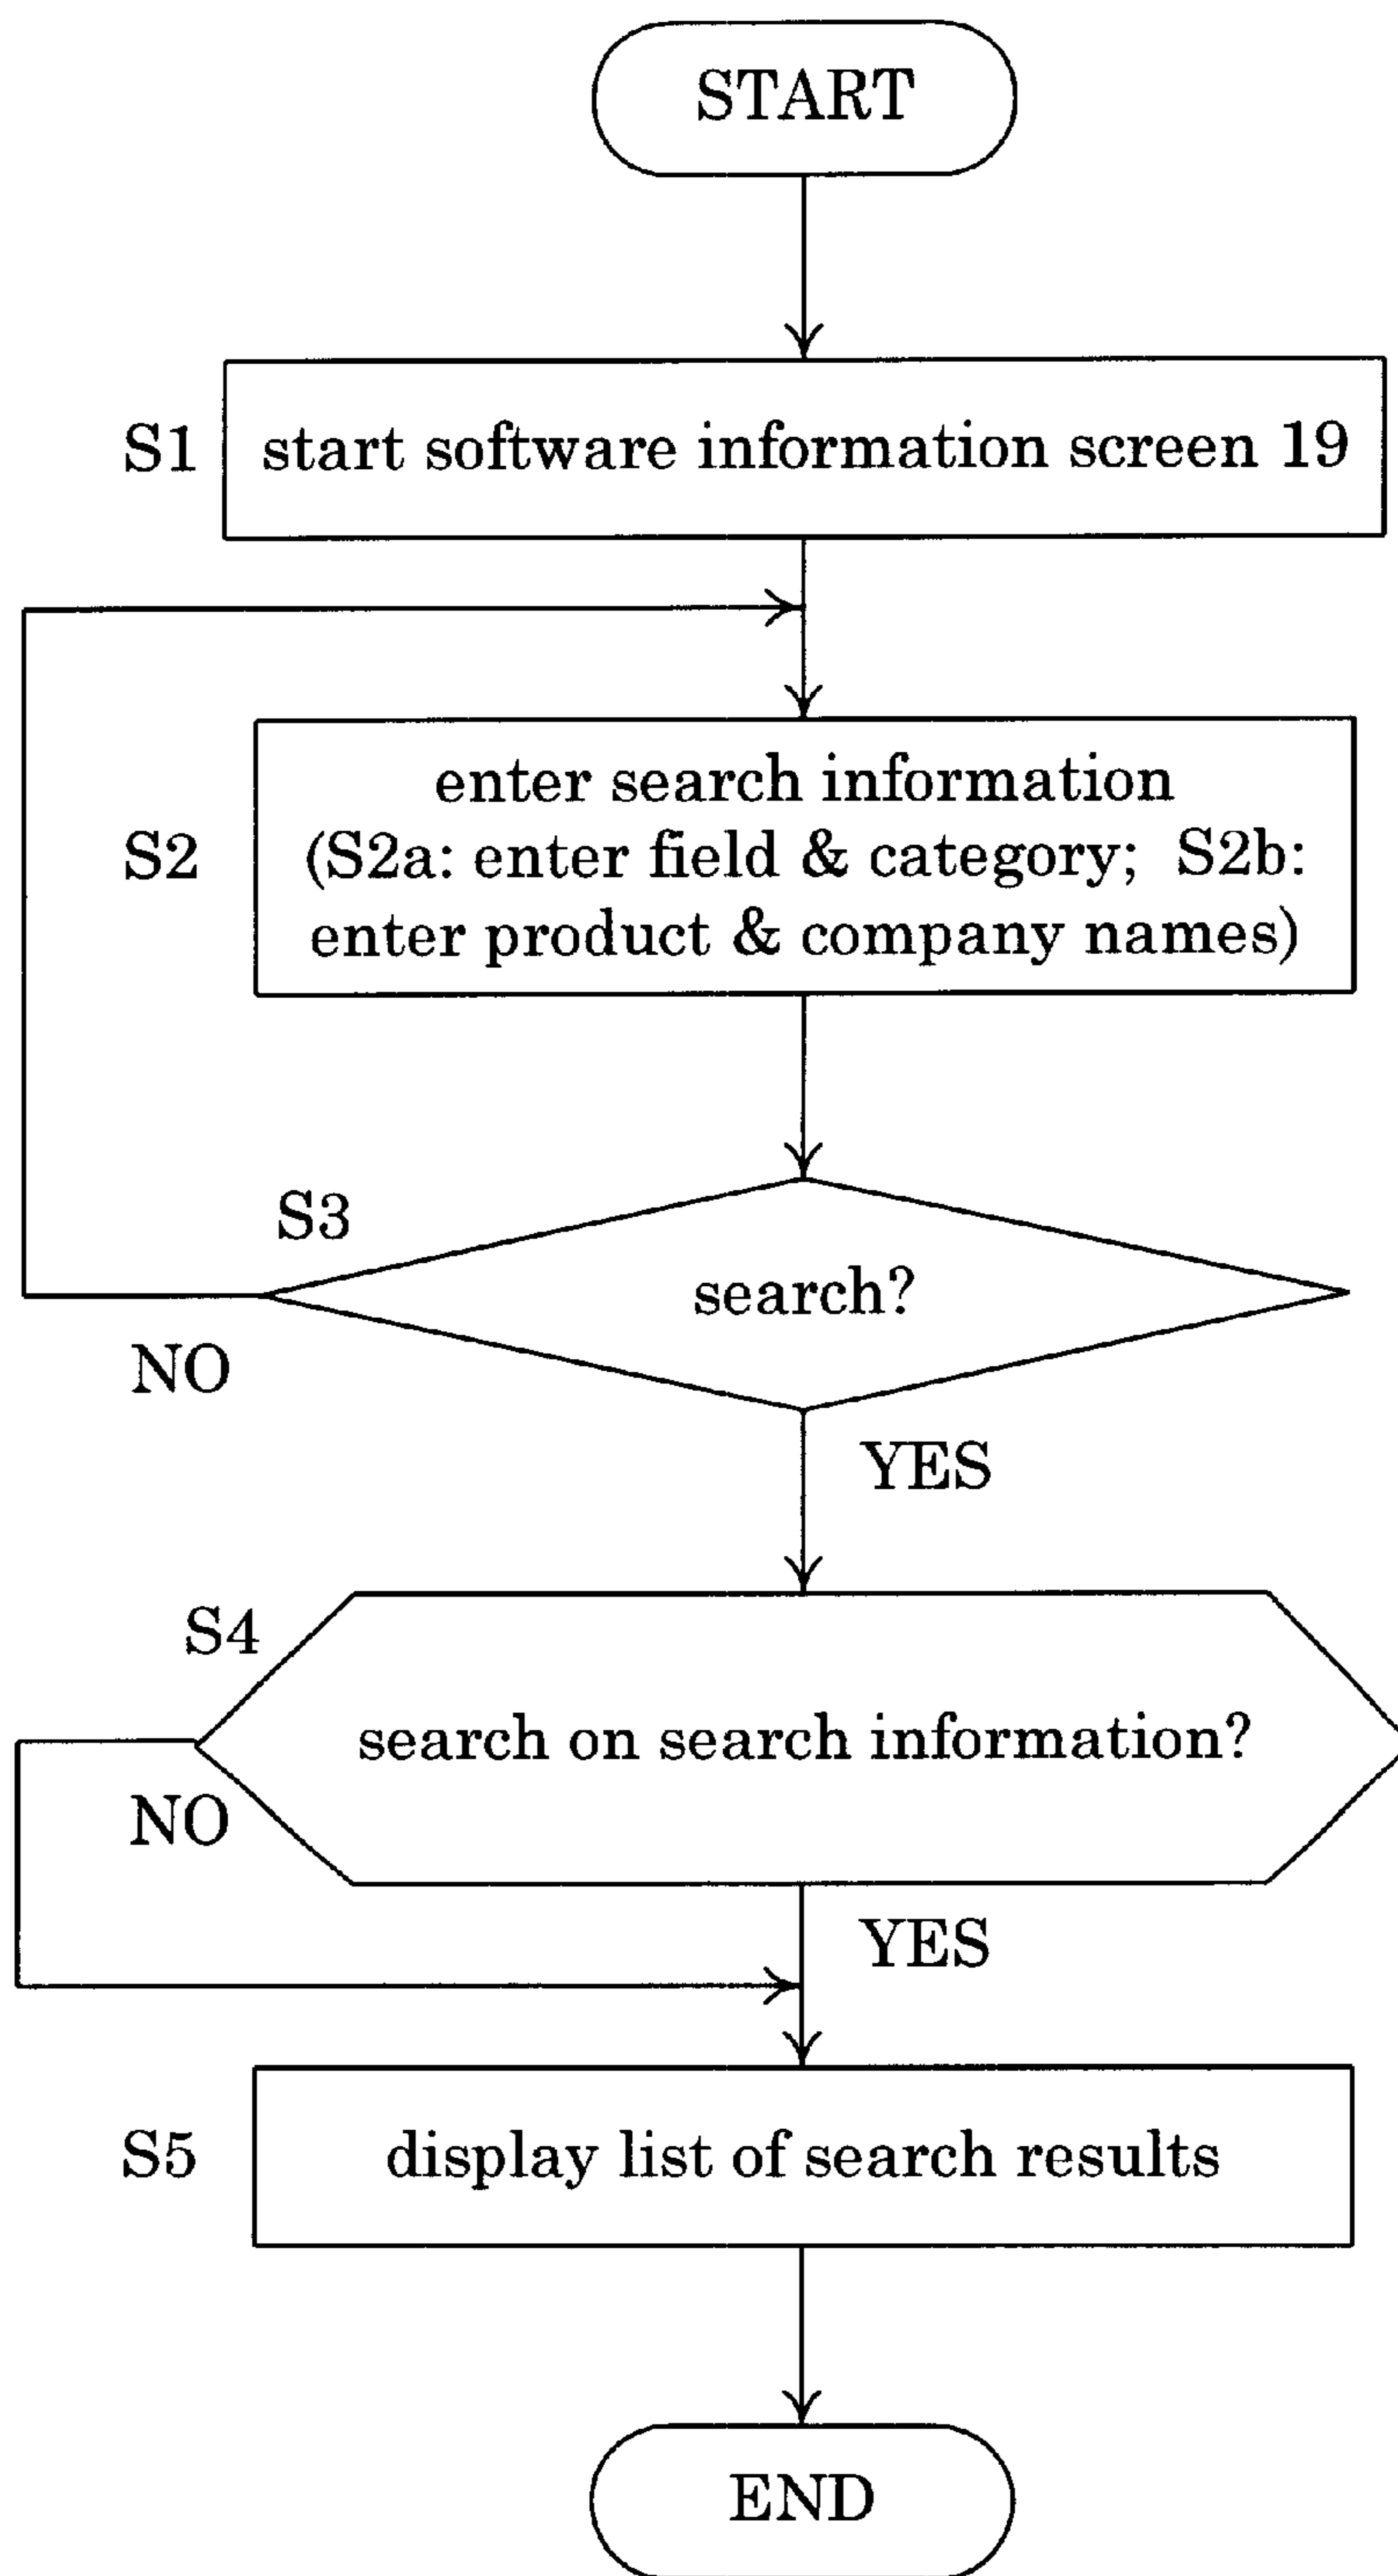 START
S1
start software information screen 19
enter search information
S2
(S2a: enter field & category; S2b:
enter product & company names)
S3
search?
NO
YES
S4
search on search information?
NO
YES
S5
display list of search results
END